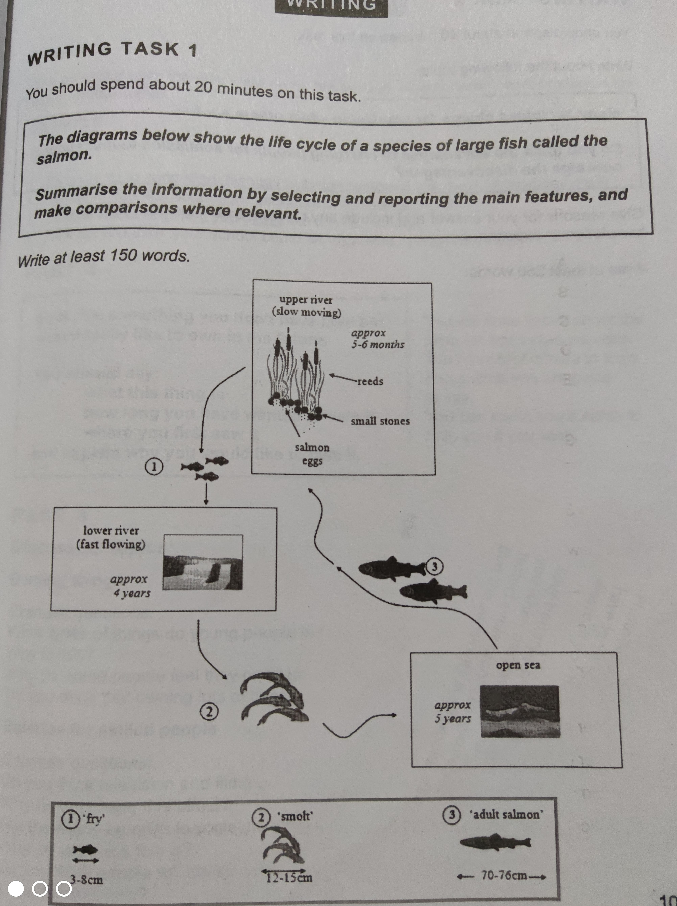 WRITING
WRITING TASK 1
You should spend about 20 minutes on this task.
The diagrams below show the life cycle of a species of large fish called the
salmon.
Summarise the information by selecting and reporting the main features, and
make comparisons where relevant.
Write at least 150 words.
upper river
(slow moving)
approx
5-6 months
reeds
small stones
salmon
eggs
1
lower river
(fast flowing)
approx
4 years
3
open sea
approx
5 years
2
1 'fry'
3-8cm
2 'smolt'
12-15cm
3 'adult salmon'
70-76cm
10